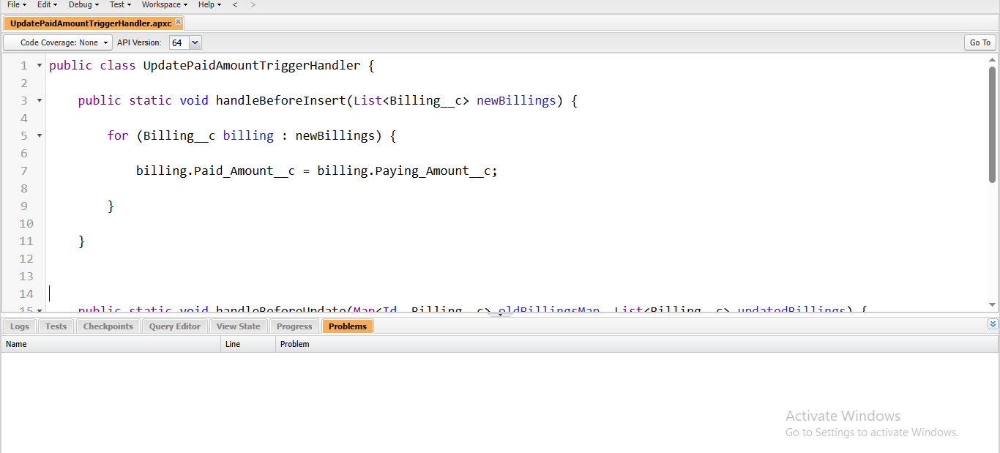 File Edit Debug Test Workspace Help < >
UpdatePaidAmountTriggerHandler.apxc
Code Coverage: None API Version: 64 Go To
1 public class UpdatePaidAmountTriggerHandler {
2
3 public static void handleBeforeInsert(List<Billing__c> newBillings) {
4
5 for (Billing__c billing : newBillings) {
6
7 billing.Paid_Amount__c = billing.Paying_Amount__c;
8
9 }
10
11 }
12
13
14
15 public static void handleBeforeUpdate(Map<Id, Billing__c> oldBillingsMap, List<Billing__c> updatedBillings) {
Logs Tests Checkpoints Query Editor View State Progress Problems
Name Line Problem
Activate Windows
Go to Settings to activate Windows.